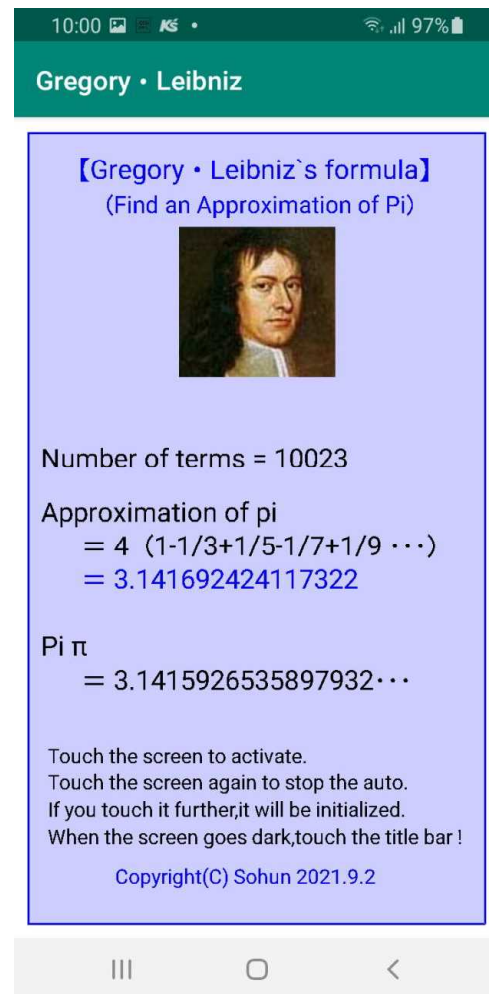 10:00 Kś • 97%
Gregory・Leibniz
【Gregory・Leibniz`s formula】
(Find an Approximation of Pi)
Number of terms = 10023
Approximation of pi
= 4 (1-1/3+1/5-1/7+1/9 ･･･)
= 3.141692424117322
Pi π
= 3.1415926535897932･･･
Touch the screen to activate.
Touch the screen again to stop the auto.
If you touch it further,it will be initialized.
When the screen goes dark,touch the title bar !
Copyright(C) Sohun 2021.9.2